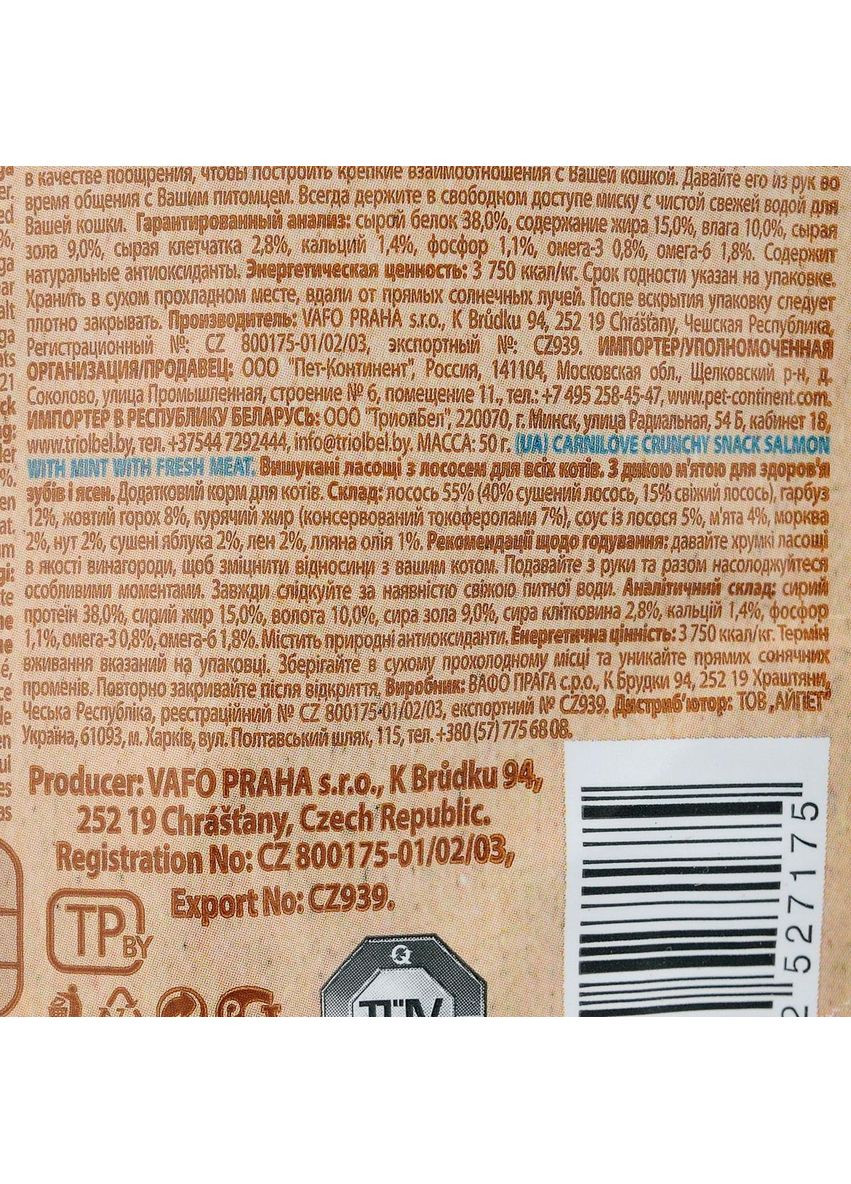 в качестве поощрения, чтобы построить крепкие взаимоотношения с Вашей кошкой. Давайте его из рук во
время общения с Вашим питомцем. Всегда держите в свободном доступе миску с чистой свежей водой для
Вашей кошки. Гарантированный анализ: сырой белок 38,0%, содержание жира 15,0%, влага 10,0%, сырая
зола 9,0%, сырая клетчатка 2,8%, кальций 1,4%, фосфор 1,1%, омега-3 0,8%, омега-6 1,8%. Содержит
натуральные антиоксиданты. Энергетическая ценность: 3 750 ккал/кг. Срок годности указан на упаковке.
Хранить в сухом прохладном месте, вдали от прямых солнечных лучей. После вскрытия упаковку следует
плотно закрывать. Производитель: VAFO PRAHA s.r.o., K Brůdku 94, 252 19 Chrášťany, Чешская Республика,
Регистрационный №: CZ 800175-01/02/03, экспортный №: CZ939. ИМПОРТЕР/УПОЛНОМОЧЕННАЯ
ОРГАНИЗАЦИЯ/ПРОДАВЕЦ: ООО "Пет-Континент", Россия, 141104, Московская обл., Щелковский р-н, д.
Соколово, улица Промышленная, строение № 6, помещение 11., тел.: +7 495 258-45-47, www.pet-continent.com.
ИМПОРТЕР В РЕСПУБЛИКУ БЕЛАРУСЬ: ООО "ТриолБел", 220070, г. Минск, улица Радиальная, 54 Б, кабинет 18,
www.triolbel.by, тел. +37544 7292444, info@triolbel.by. МАССА: 50 г. (UA) CARNILOVE CRUNCHY SNACK SALMON
WITH MINT WITH FRESH MEAT. Вишукані ласощі з лососем для всіх котів. З дикою м'ятою для здоров'я
зубів і ясен. Додатковий корм для котів. Склад: лосось 55% (40% сушений лосось, 15% свіжий лосось), гарбуз
12%, жовтий горох 8%, курячий жир (консервований токоферолами 7%), соус із лосося 5%, м'ята 4%, морква
2%, нут 2%, сушені яблука 2%, лен 2%, лляна олія 1%. Рекомендації щодо годування: давайте хрумкі ласощі
в якості винагороди, щоб зміцнити відносини з вашим котом. Подавайте з руки та разом насолоджуйтеся
особливими моментами. Завжди слідкуйте за наявністю свіжою питної води. Аналітичний склад: сирий
протеїн 38,0%, сирий жир 15,0%, волога 10,0%, сира зола 9,0%, сира клітковина 2,8%, кальцій 1,4%, фосфор
1,1%, омега-3 0,8%, омега-6 1,8%. Містить природні антиоксиданти. Енергетична цінність: 3 750 ккал/кг. Термін
вживання вказаний на упаковці. Зберігайте в сухому прохолодному місці та уникайте прямих сонячних
променів. Повторно закривайте після відкриття. Виробник: ВАФО ПРАГА с.р.о., К Брудки 94, 252 19 Храштяни,
Чеська Республіка, реєстраційний № CZ 800175-01/02/03, експортний № CZ939. Дистриб'ютор: ТОВ „АЙПЕТ"
Україна, 61093, м. Харків, вул. Полтавський шлях, 115, тел. +380 (57) 775 68 08.
Producer: VAFO PRAHA s.r.o., K Brůdku 94,
252 19 Chrášťany, Czech Republic.
Registration No: CZ 800175-01/02/03,
Export No: CZ939.
TP BY
TÜV
2527175